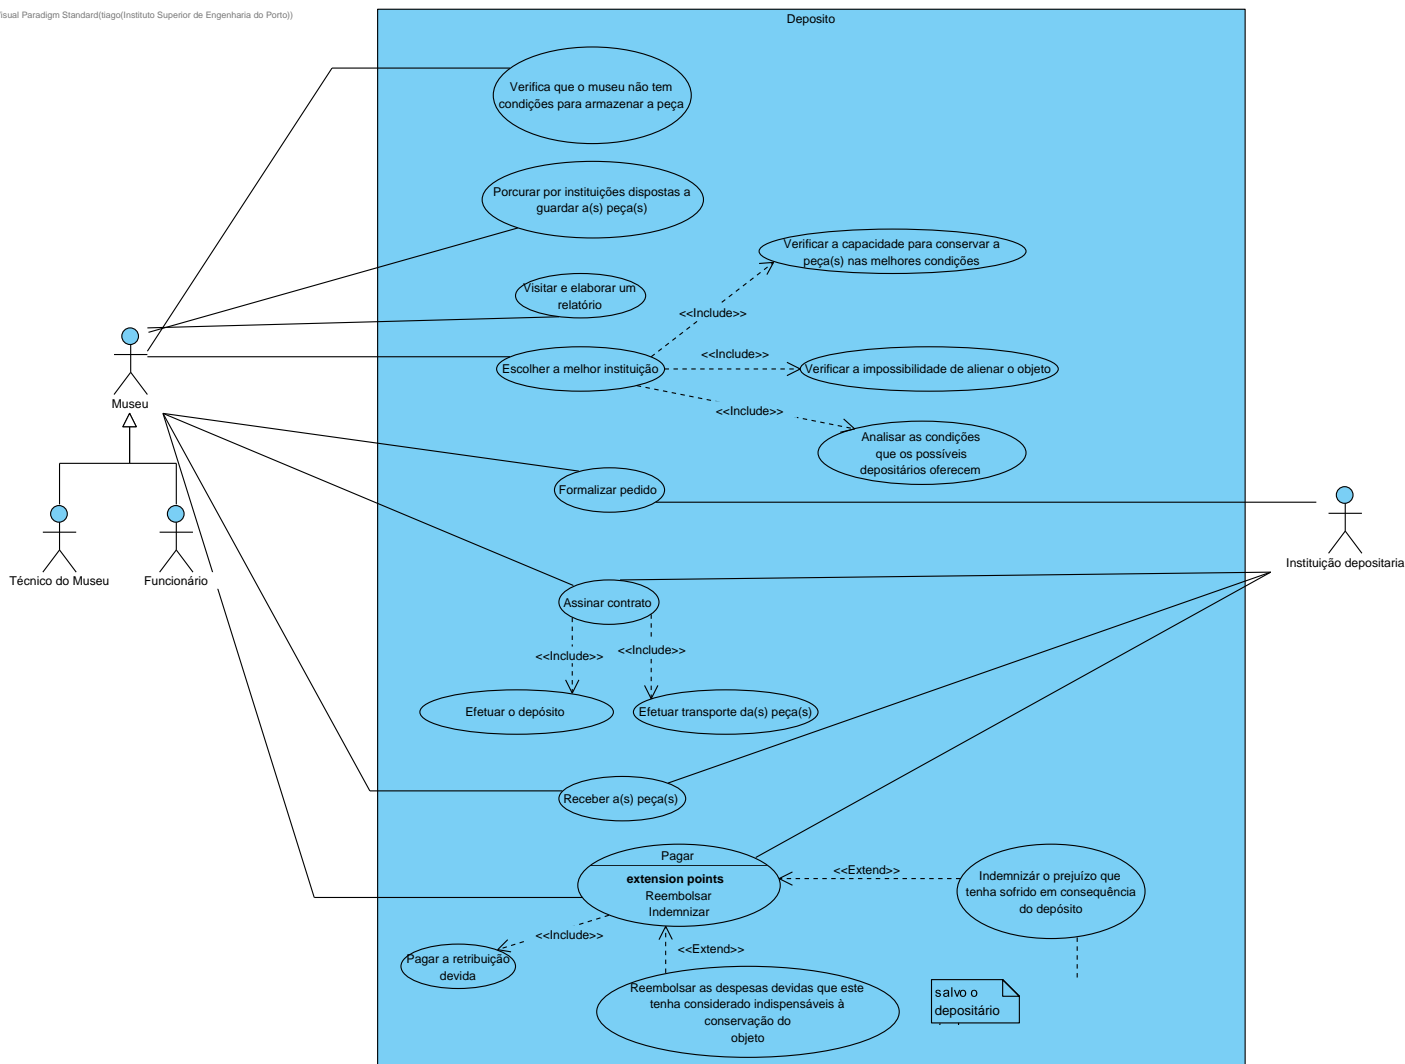 Visual Paradigm Standard(tiago(Instituto Superior de Engenharia do Porto))
Deposito
Verifica que o museu não tem
condições para armazenar a peça
Porcurar por instituições dispostas a
guardar a(s) peça(s)
Verificar a capacidade para conservar a
peça(s) nas melhores condições
Visitar e elaborar um
relatório
<<Include>>
Escolher a melhor instituição
<<Include>>
Verificar a impossibilidade de alienar o objeto
Museu
<<Include>>
Analisar as condições
que os possíveis
depositários oferecem
Formalizar pedido
Técnico do Museu
Funcionário
Instituição depositaria
Assinar contrato
<<Include>>
<<Include>>
Efetuar o depósito
Efetuar transporte da(s) peça(s)
Receber a(s) peça(s)
Pagar
extension points
Reembolsar
Indemnizar
<<Extend>>
Indemnizár o prejuízo que
tenha sofrido em consequência
do depósito
<<Include>>
<<Extend>>
Pagar a retribuição
devida
Reembolsar as despesas devidas que este
tenha considerado indispensáveis à
conservação do
objeto
salvo o
depositário